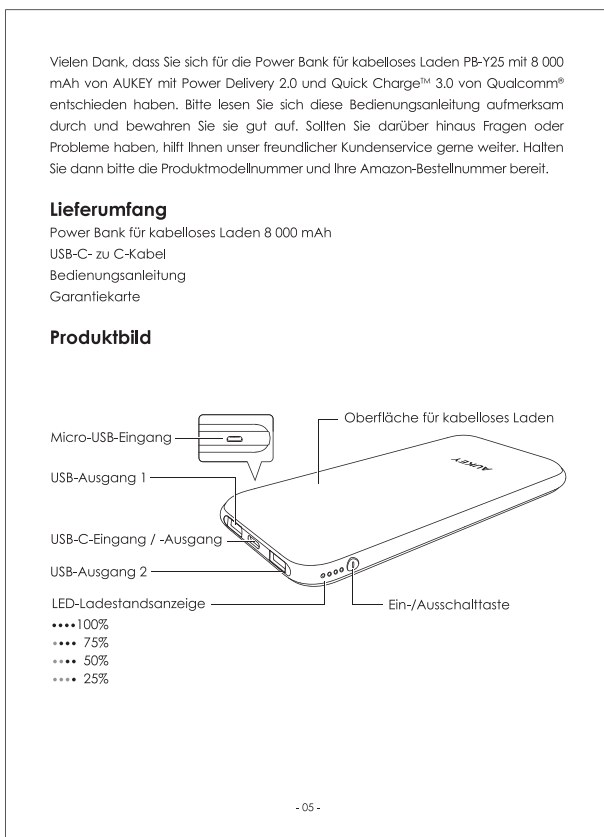 Vielen Dank, dass Sie sich für die Power Bank für kabelloses Laden PB-Y25 mit 8 000
mAh von AUKEY mit Power Delivery 2.0 und Quick Charge™ 3.0 von Qualcomm®
entschieden haben. Bitte lesen Sie sich diese Bedienungsanleitung aufmerksam
durch und bewahren Sie sie gut auf. Sollten Sie darüber hinaus Fragen oder
Probleme haben, hilft Ihnen unser freundlicher Kundenservice gerne weiter. Halten
Sie dann bitte die Produktmodellnummer und Ihre Amazon-Bestellnummer bereit.
Lieferumfang
Power Bank für kabelloses Laden 8 000 mAh
USB-C- zu C-Kabel
Bedienungsanleitung
Garantiekarte
Produktbild
Oberfläche für kabelloses Laden
Micro-USB-Eingang
AUKEY
USB-Ausgang 1
USB-C-Eingang / -Ausgang
USB-Ausgang 2
LED-Ladestandsanzeige
Ein-/Ausschalttaste
100%
75%
50%
25%
- 05 -